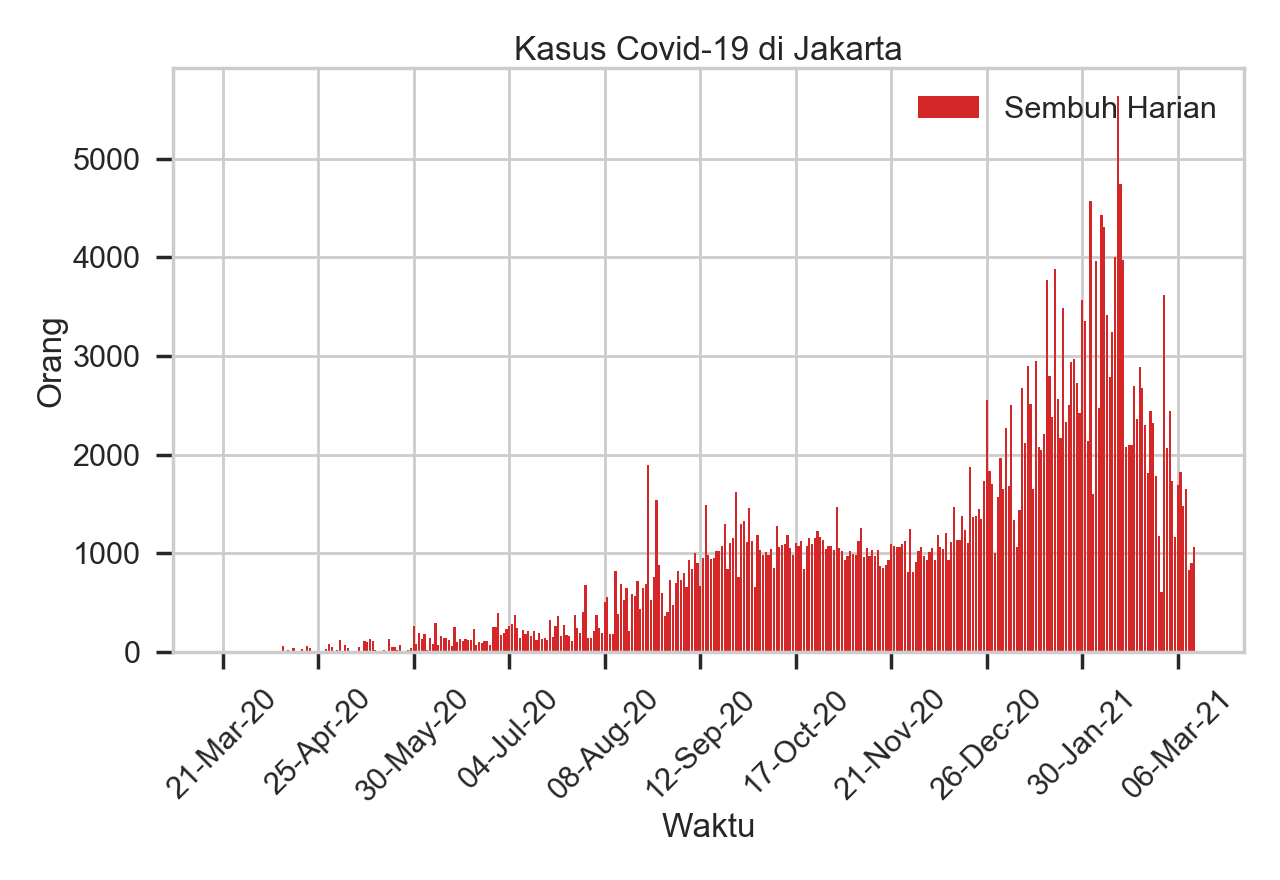 Kasus Covid-19 di Jakarta
Sembuh Harian
5000
4000
3000
2000
1000
0
Orang
21-Mar-20
25-Apr-20
30-May-20
04-Jul-20
08-Aug-20
12-Sep-20
17-Oct-20
21-Nov-20
26-Dec-20
30-Jan-21
06-Mar-21
Waktu